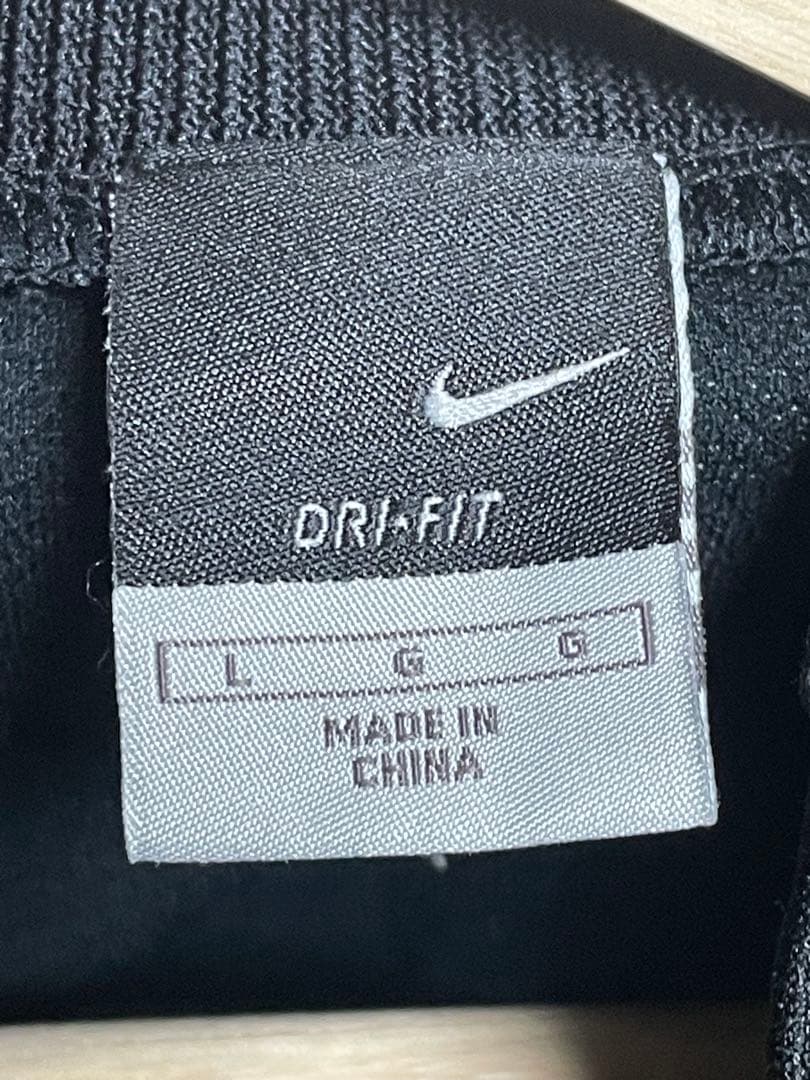 DRI-FIT
L G G
MADE IN
CHINA